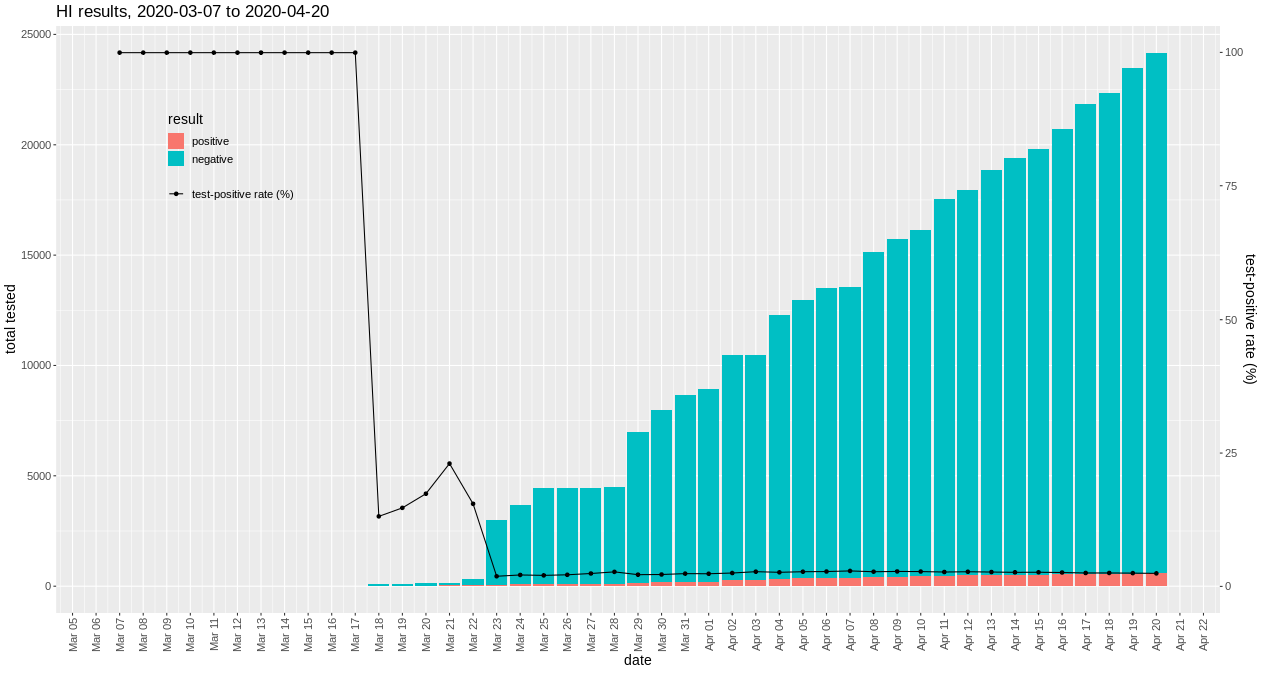 HI results, 2020-03-07 to 2020-04-20
25000
20000
15000
10000
5000
0
total tested
result
positive
negative
test-positive rate (%)
100
75
50
25
0
test-positive rate (%)
Mar 05
Mar 06
Mar 07
Mar 08
Mar 09
Mar 10
Mar 11
Mar 12
Mar 13
Mar 14
Mar 15
Mar 16
Mar 17
Mar 18
Mar 19
Mar 20
Mar 21
Mar 22
Mar 23
Mar 24
Mar 25
Mar 26
Mar 27
Mar 28
Mar 29
Mar 30
Mar 31
Apr 01
Apr 02
Apr 03
Apr 04
Apr 05
Apr 06
Apr 07
Apr 08
Apr 09
Apr 10
Apr 11
Apr 12
Apr 13
Apr 14
Apr 15
Apr 16
Apr 17
Apr 18
Apr 19
Apr 20
Apr 21
Apr 22
date